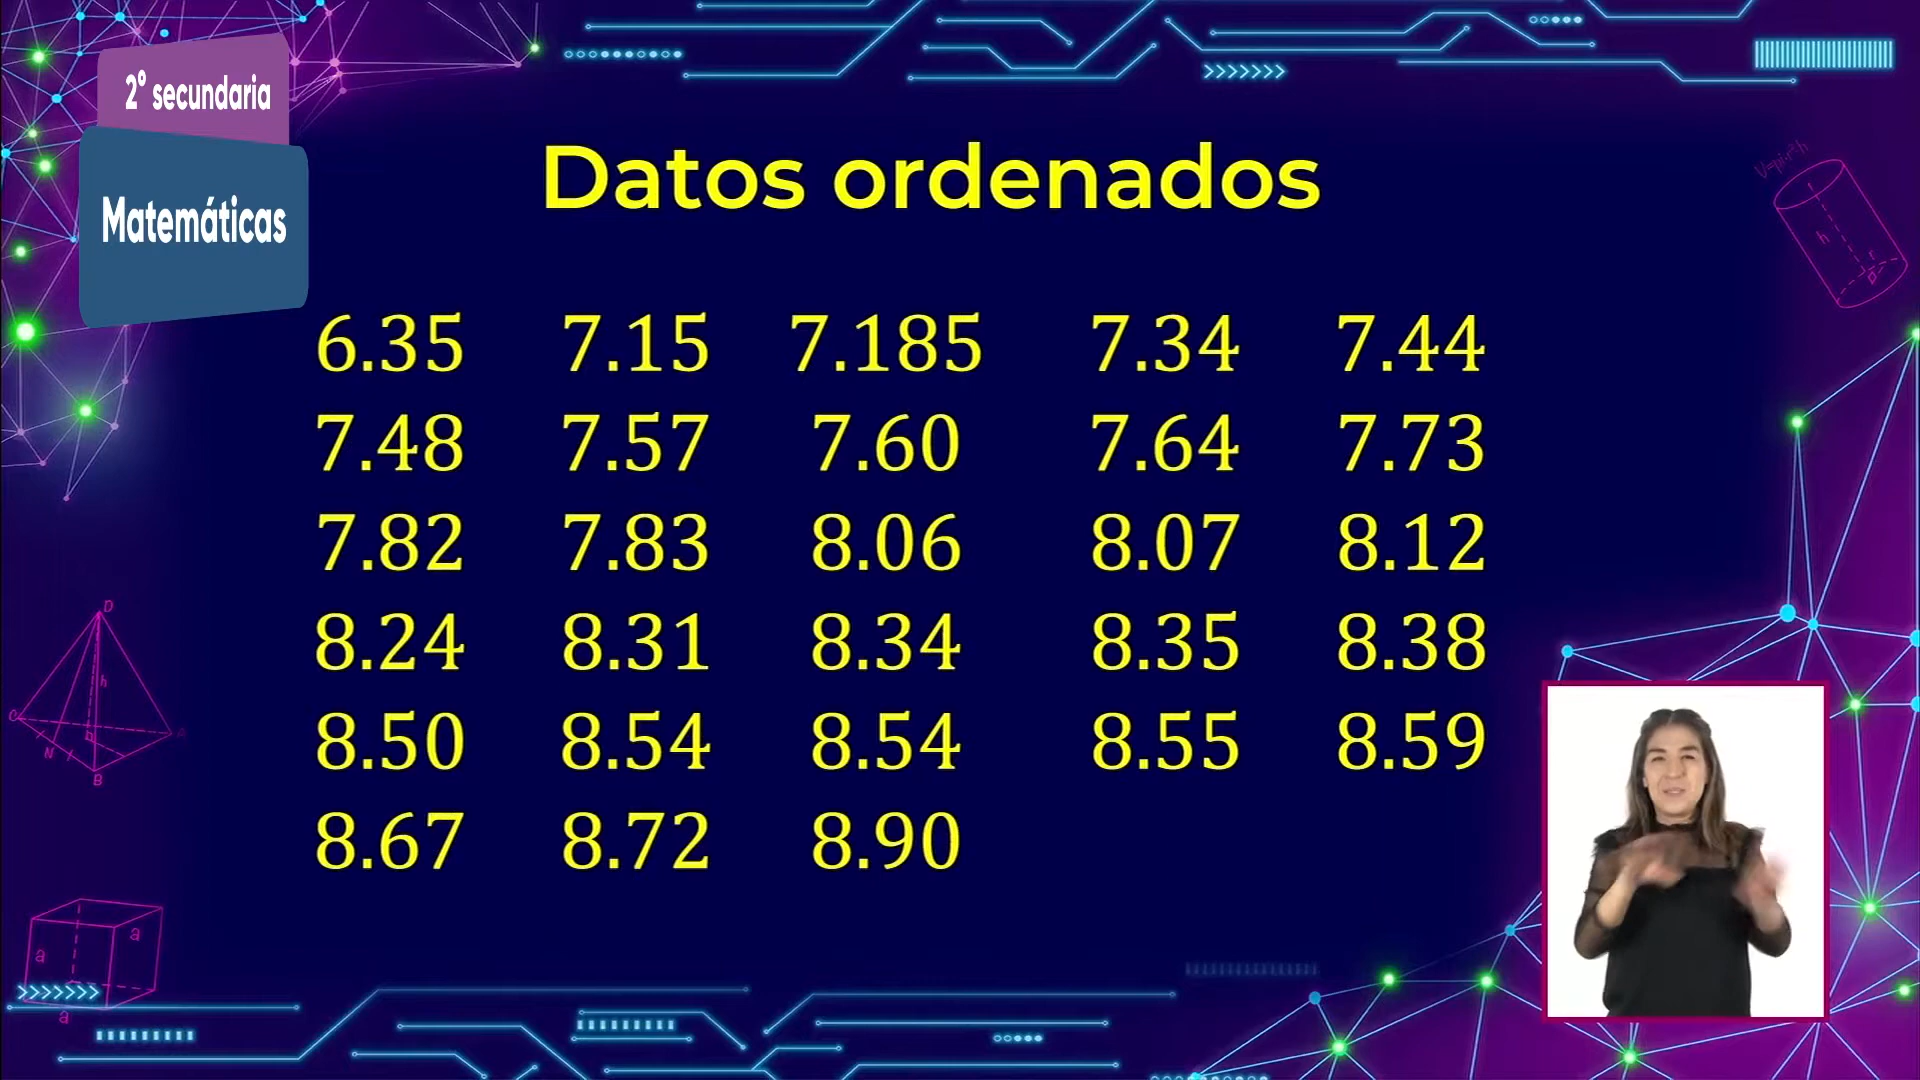 2° secundaria
Matemáticas
Datos ordenados
6.35 7.15 7.185 7.34 7.44
7.48 7.57 7.60 7.64 7.73
7.82 7.83 8.06 8.07 8.12
8.24 8.31 8.34 8.35 8.38
8.50 8.54 8.54 8.55 8.59
8.67 8.72 8.90
h
r
D
h
C
A
N
b
B
a
a
a